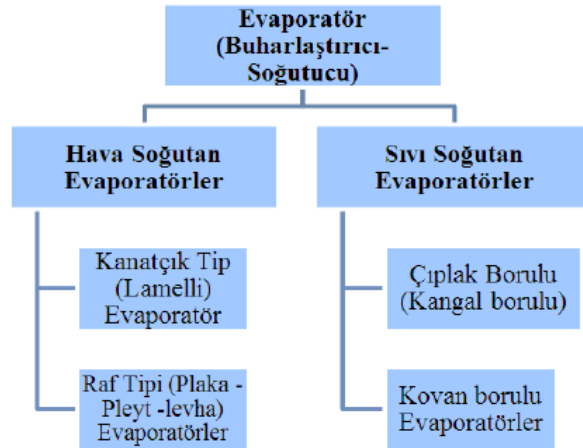 Evaporatör
(Buharlaştırıcı-
Soğutucu)
Hava Soğutan
Evaporatörler
Kanatçık Tip
(Lamelli)
Evaporatör
Raf Tipi (Plaka -
Pleyt -levha)
Evaporatörler
Sıvı Soğutan
Evaporatörler
Çıplak Borulu
(Kangal borulu)
Kovan borulu
Evaporatörler